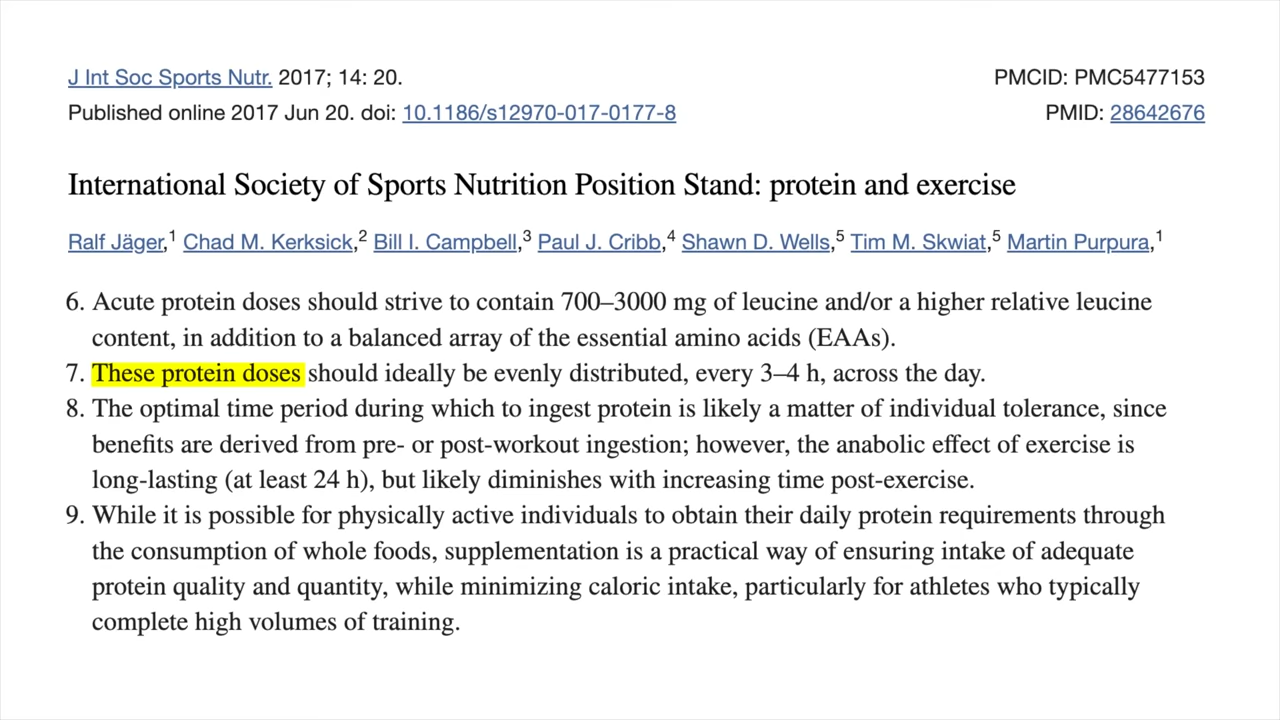 J Int Soc Sports Nutr. 2017; 14: 20.
PMCID: PMC5477153
Published online 2017 Jun 20. doi: 10.1186/s12970-017-0177-8
PMID: 28642676
International Society of Sports Nutrition Position Stand: protein and exercise
Ralf Jäger,1 Chad M. Kerksick,2 Bill I. Campbell,3 Paul J. Cribb,4 Shawn D. Wells,5 Tim M. Skwiat,5 Martin Purpura,1
6. Acute protein doses should strive to contain 700–3000 mg of leucine and/or a higher relative leucine
content, in addition to a balanced array of the essential amino acids (EAAs).
7. These protein doses should ideally be evenly distributed, every 3–4 h, across the day.
8. The optimal time period during which to ingest protein is likely a matter of individual tolerance, since
benefits are derived from pre- or post-workout ingestion; however, the anabolic effect of exercise is
long-lasting (at least 24 h), but likely diminishes with increasing time post-exercise.
9. While it is possible for physically active individuals to obtain their daily protein requirements through
the consumption of whole foods, supplementation is a practical way of ensuring intake of adequate
protein quality and quantity, while minimizing caloric intake, particularly for athletes who typically
complete high volumes of training.